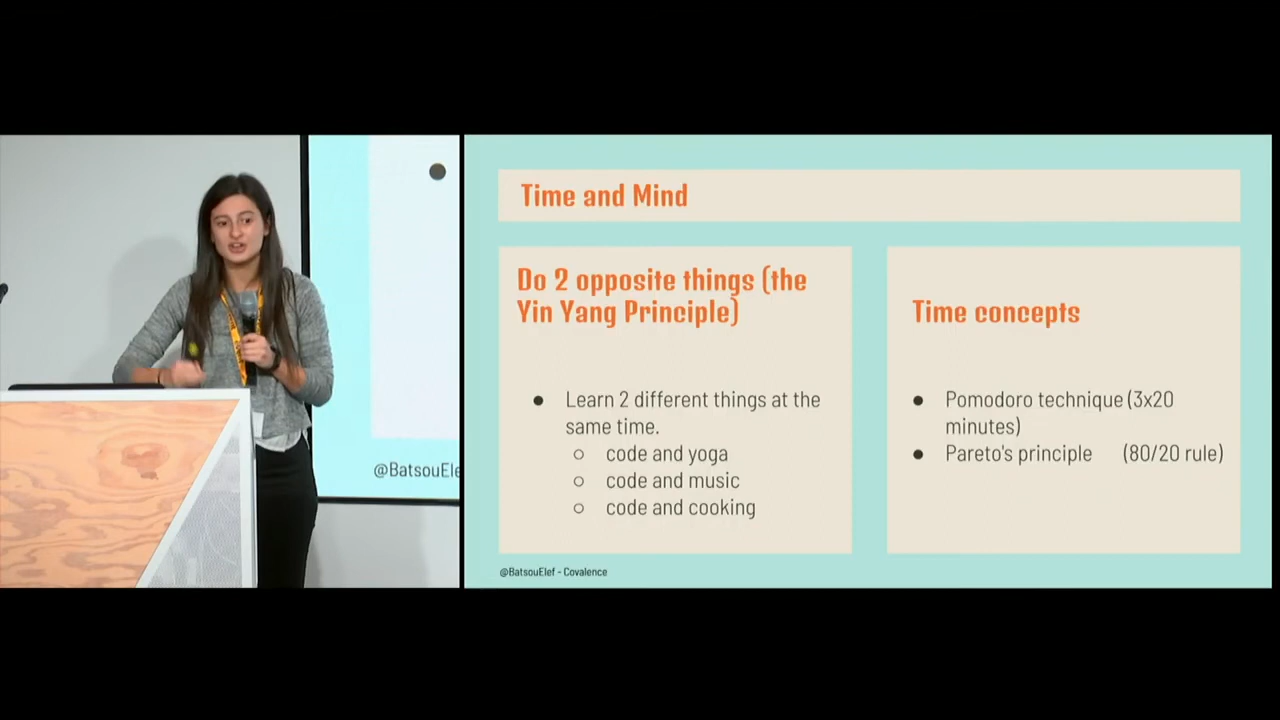 Time and Mind
Do 2 opposite things (the
Yin Yang Principle)
● Learn 2 different things at the
same time.
○ code and yoga
○ code and music
○ code and cooking
Time concepts
● Pomodoro technique (3x20
minutes)
● Pareto's principle (80/20 rule)
@BatsouElef - Covalence
@BatsouEle